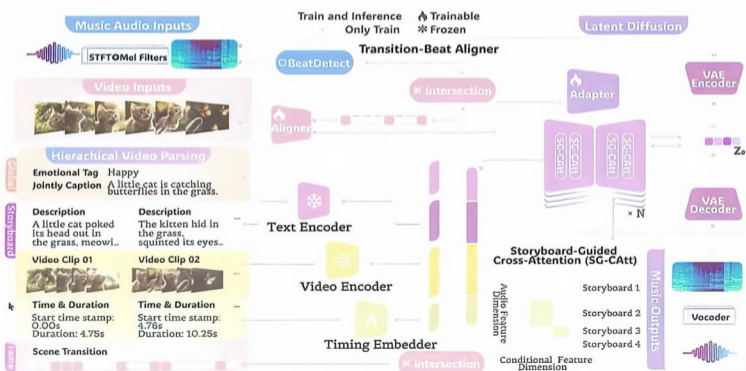 Music Audio Inputs
STFT⊙Mel Filters
Train and Inference
Trainable
Only Train
Frozen
Transition-Beat Aligner
BeatDetect
Intersection
Latent Diffusion
VAE
Encoder
Adapter
Video Inputs
Aligner
Hierachical Video Parsing
Emotional Tag Happy
Jointly Caption A little cat is catching
butterflies in the grass.
Storyboard
Description
A little cat poked
its head out in
the grass, meowi...
Description
The kitten hid in
the grass,
squinted its eyes...
Text Encoder
SG-CAtt
SG-CAtt
SG-CAtt
SG-CAtt
Z₀
× N
VAE
Decoder
Video Clip 01
Video Clip 02
Video Encoder
Time & Duration
Start time stamp:
0.00s
Duration: 4.75s
Time & Duration
Start time stamp:
4.76s
Duration: 10.25s
Timing Embedder
Scene Transition
Intersection
Storyboard-Guided
Cross-Attention (SG-CAtt)
Audio Feature
Dimension
Storyboard 1
Storyboard 2
Storyboard 3
Storyboard 4
Conditional Feature
Dimension
Music Outputs
Vocoder